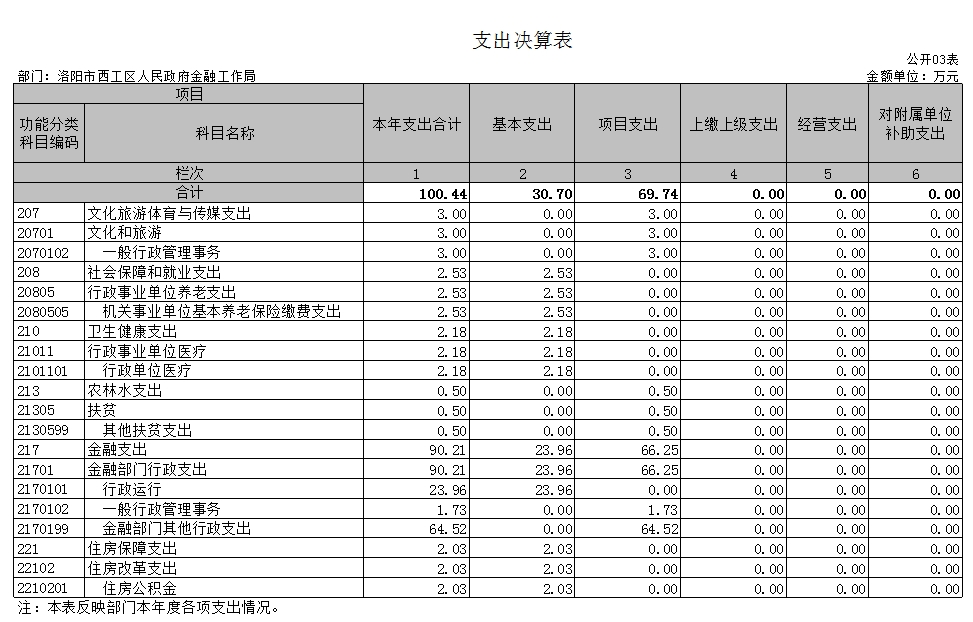 支出决算表
公开03表
部门：洛阳市西工区人民政府金融工作局 金额单位：万元
项目 本年支出合计 基本支出 项目支出 上缴上级支出 经营支出 对附属单位补助支出
功能分类科目编码 科目名称
栏次 1 2 3 4 5 6
合计 100.44 30.70 69.74 0.00 0.00 0.00
207 文化旅游体育与传媒支出 3.00 0.00 3.00 0.00 0.00 0.00
20701 文化和旅游 3.00 0.00 3.00 0.00 0.00 0.00
2070102 一般行政管理事务 3.00 0.00 3.00 0.00 0.00 0.00
208 社会保障和就业支出 2.53 2.53 0.00 0.00 0.00 0.00
20805 行政事业单位养老支出 2.53 2.53 0.00 0.00 0.00 0.00
2080505 机关事业单位基本养老保险缴费支出 2.53 2.53 0.00 0.00 0.00 0.00
210 卫生健康支出 2.18 2.18 0.00 0.00 0.00 0.00
21011 行政事业单位医疗 2.18 2.18 0.00 0.00 0.00 0.00
2101101 行政单位医疗 2.18 2.18 0.00 0.00 0.00 0.00
213 农林水支出 0.50 0.00 0.50 0.00 0.00 0.00
21305 扶贫 0.50 0.00 0.50 0.00 0.00 0.00
2130599 其他扶贫支出 0.50 0.00 0.50 0.00 0.00 0.00
217 金融支出 90.21 23.96 66.25 0.00 0.00 0.00
21701 金融部门行政支出 90.21 23.96 66.25 0.00 0.00 0.00
2170101 行政运行 23.96 23.96 0.00 0.00 0.00 0.00
2170102 一般行政管理事务 1.73 0.00 1.73 0.00 0.00 0.00
2170199 金融部门其他行政支出 64.52 0.00 64.52 0.00 0.00 0.00
221 住房保障支出 2.03 2.03 0.00 0.00 0.00 0.00
22102 住房改革支出 2.03 2.03 0.00 0.00 0.00 0.00
2210201 住房公积金 2.03 2.03 0.00 0.00 0.00 0.00
注：本表反映部门本年度各项支出情况。